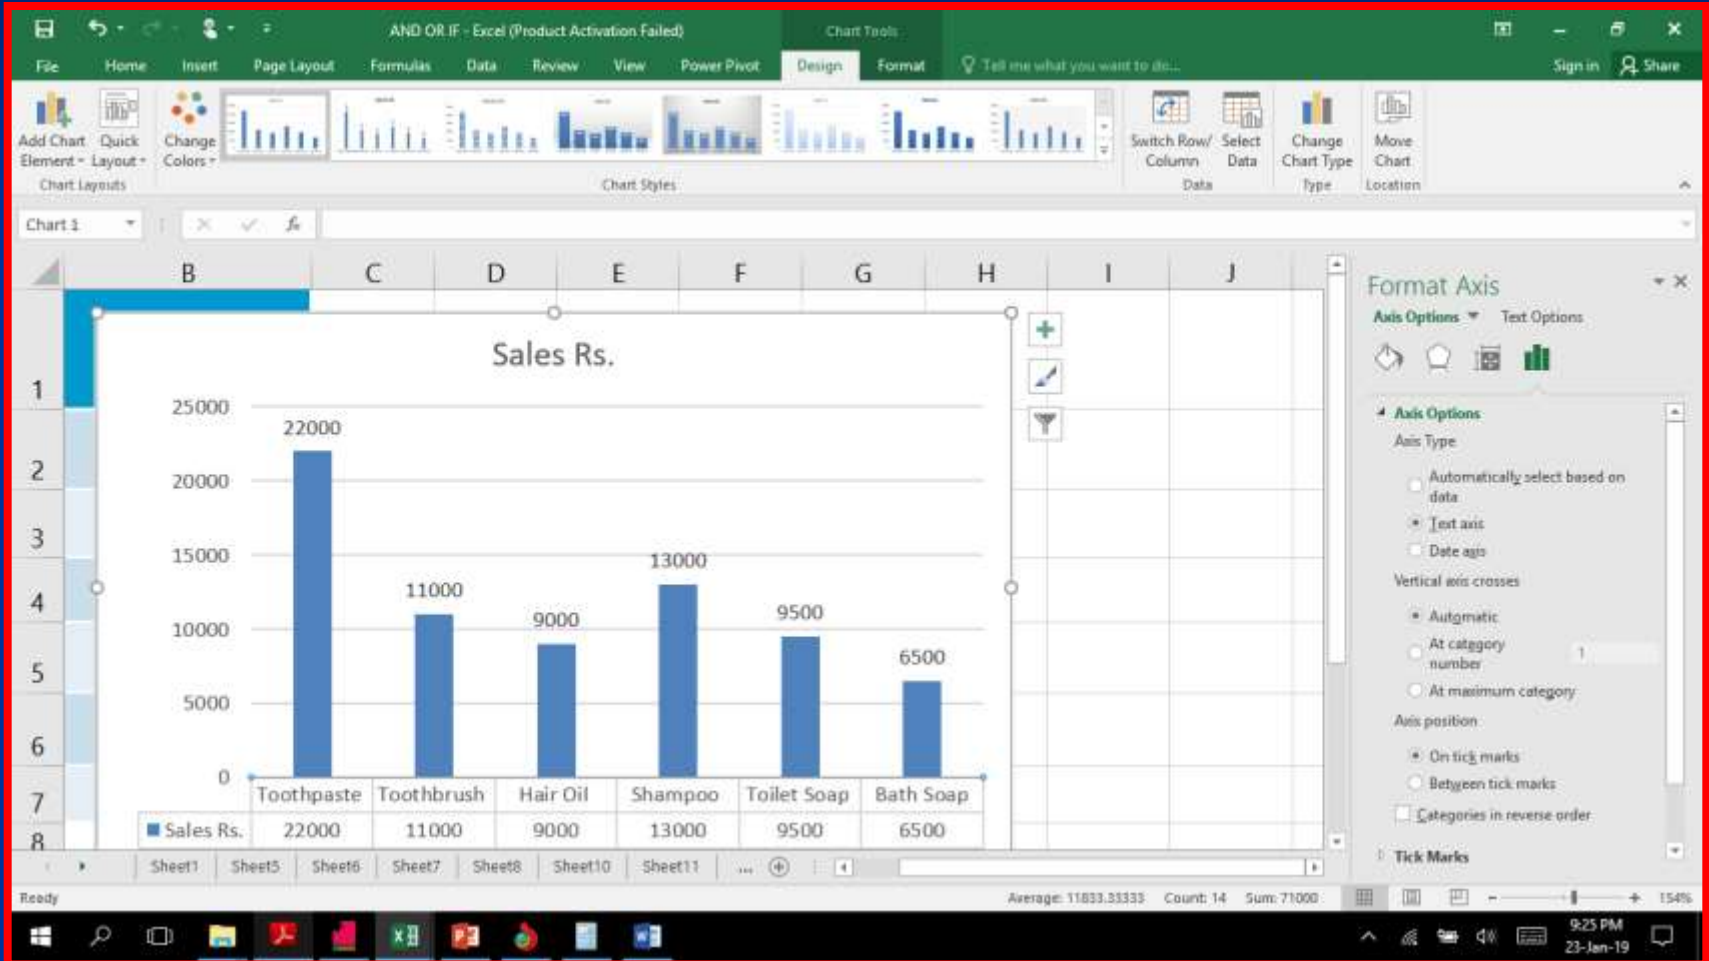 AND OR IF - Excel (Product Activation Failed)
Chart Tools
File Home Insert Page Layout Formulas Data Review View Power Pivot Design Format Tell me what you want to do... Sign in Share
Add Chart Element Quick Layout Change Colors Switch Row/ Column Select Data Change Chart Type Move Chart
Chart Layouts Chart Styles Data Type Location
Chart 1 fx
B C D E F G H I J
1
2
3
4
5
6
7
8
Sales Rs.
25000
20000
15000
10000
5000
0
22000
11000
9000
13000
9500
6500
Toothpaste Toothbrush Hair Oil Shampoo Toilet Soap Bath Soap
Sales Rs. 22000 11000 9000 13000 9500 6500
Format Axis
Axis Options Text Options
Axis Options
Axis Type
Automatically select based on
data
Text axis
Date axis
Vertical axis crosses
Automatic
At category
number
1
At maximum category
Axis position
On tick marks
Between tick marks
Categories in reverse order
Tick Marks
Sheet1 Sheet5 Sheet6 Sheet7 Sheet8 Sheet10 Sheet11 ...
Ready Average: 11833.33333 Count: 14 Sum: 71000 154%
9:25 PM
23-Jan-19